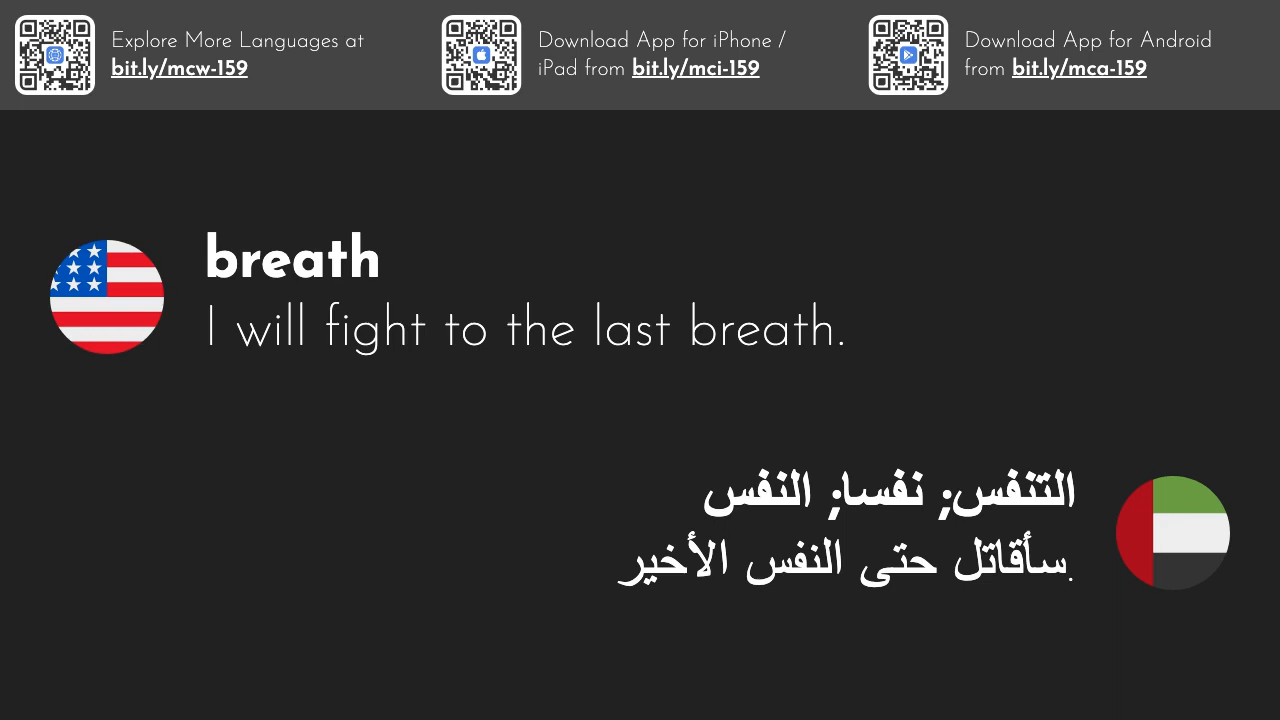 Explore More Languages at
bit.ly/mcw-159
Download App for iPhone /
iPad from bit.ly/mci-159
Download App for Android
from bit.ly/mca-159
breath
I will fight to the last breath.
التنفس; نفسا; النفس
سأقاتل حتى النفس الأخير.